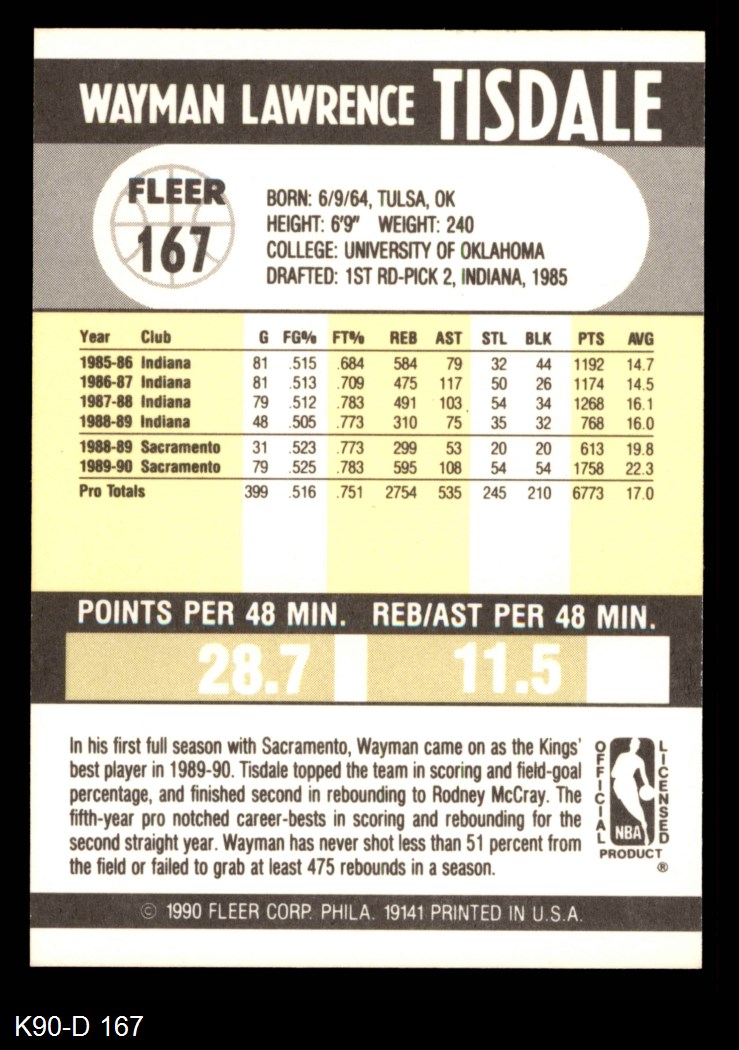 WAYMAN LAWRENCE TISDALE
FLEER
167
BORN: 6/9/64, TULSA, OK
HEIGHT: 6'9" WEIGHT: 240
COLLEGE: UNIVERSITY OF OKLAHOMA
DRAFTED: 1ST RD-PICK 2, INDIANA, 1985
Year Club G FG% FT% REB AST STL BLK PTS AVG
1985-86 Indiana 81 .515 .684 584 79 32 44 1192 14.7
1986-87 Indiana 81 .513 .709 475 117 50 26 1174 14.5
1987-88 Indiana 79 .512 .783 491 103 54 34 1268 16.1
1988-89 Indiana 48 .505 .773 310 75 35 32 768 16.0
1988-89 Sacramento 31 .523 .773 299 53 20 20 613 19.8
1989-90 Sacramento 79 .525 .783 595 108 54 54 1758 22.3
Pro Totals 399 .516 .751 2754 535 245 210 6773 17.0
POINTS PER 48 MIN. REB/AST PER 48 MIN.
28.7 11.5
In his first full season with Sacramento, Wayman came on as the Kings'
best player in 1989-90. Tisdale topped the team in scoring and field-goal
percentage, and finished second in rebounding to Rodney McCray. The
fifth-year pro notched career-bests in scoring and rebounding for the
second straight year. Wayman has never shot less than 51 percent from
the field or failed to grab at least 475 rebounds in a season.
OFFICIAL
LICENSED
NBA
PRODUCT
®
© 1990 FLEER CORP. PHILA. 19141 PRINTED IN U.S.A.
K90-D 167